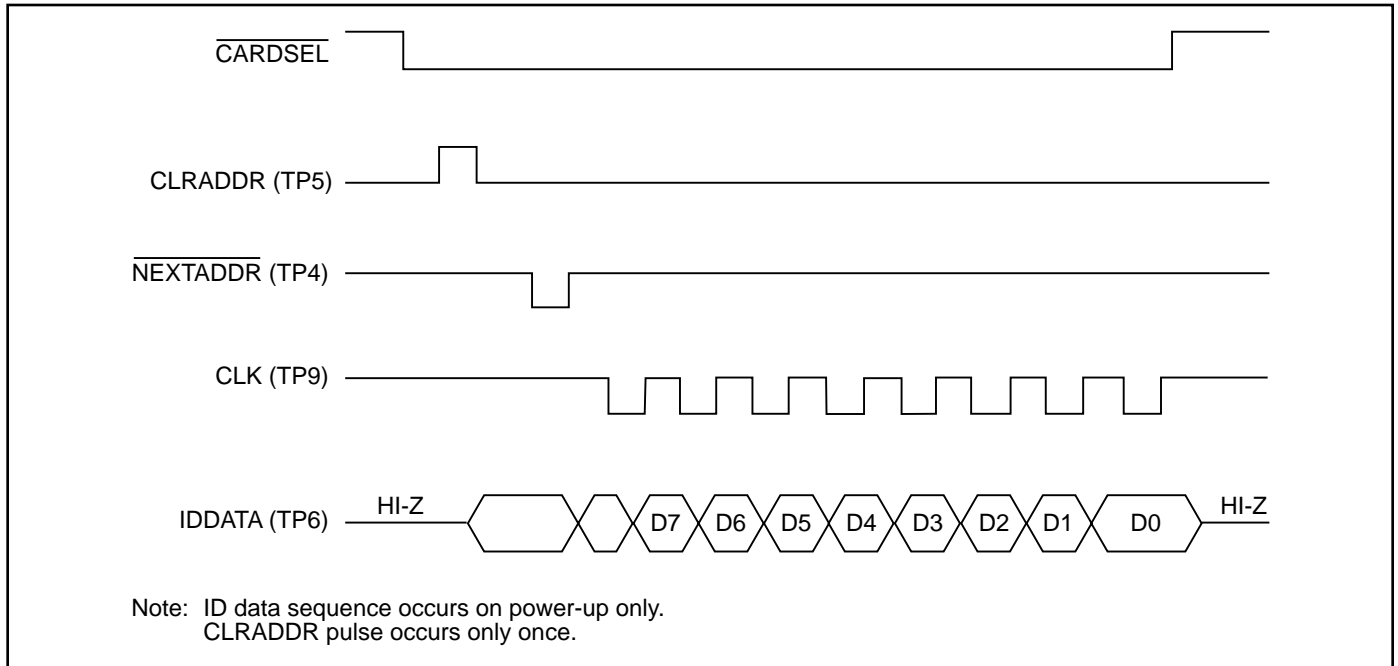 CARDSEL
CLRADDR (TP5)
NEXTADDR (TP4)
CLK (TP9)
IDDATA (TP6) HI-Z D7 D6 D5 D4 D3 D2 D1 D0 HI-Z
Note: ID data sequence occurs on power-up only.
CLRADDR pulse occurs only once.